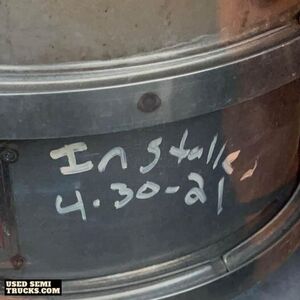 Installed
4-30-21
USED SEMI
TRUCKS.COM